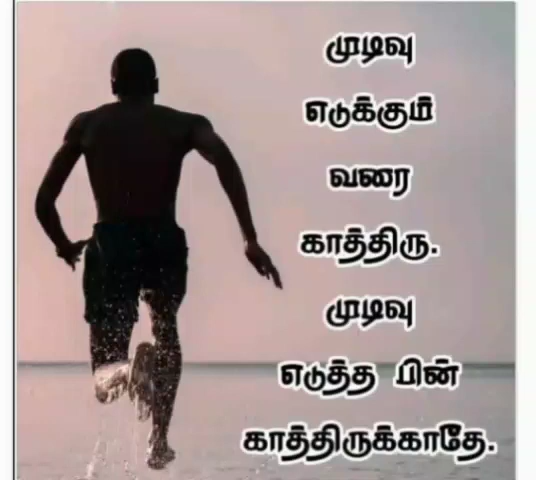 முடிவு
எடுக்கும்
வரை
காத்திரு.
முடிவு
எடுத்த பின்
காத்திருக்காதே.